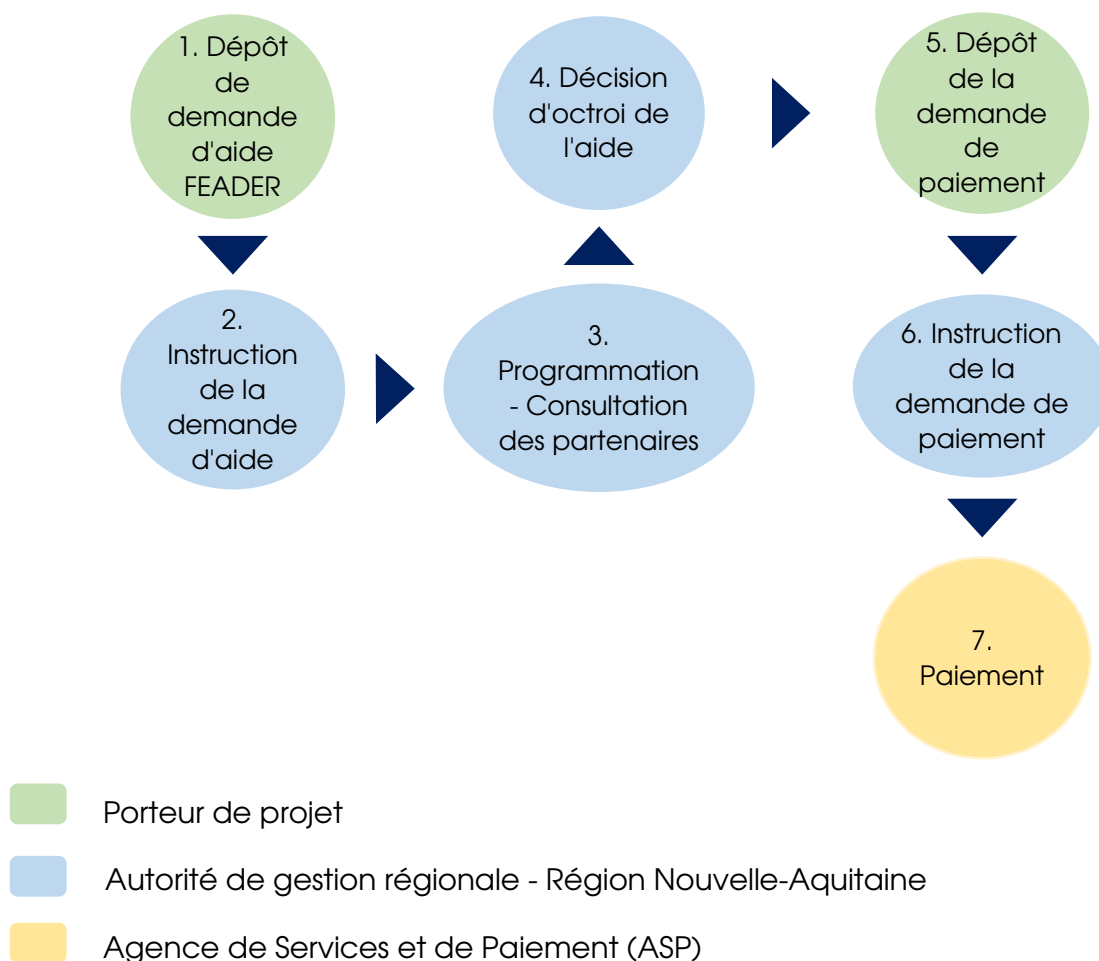 1. Dépôt
de
demande
d'aide
FEADER
2.
Instruction
de la
demande
d'aide
3.
Programmation
- Consultation
des partenaires
4. Décision
d'octroi de
l'aide
5. Dépôt
de la
demande
de
paiement
6. Instruction
de la
demande de
paiement
7.
Paiement
Porteur de projet
Autorité de gestion régionale - Région Nouvelle-Aquitaine
Agence de Services et de Paiement (ASP)